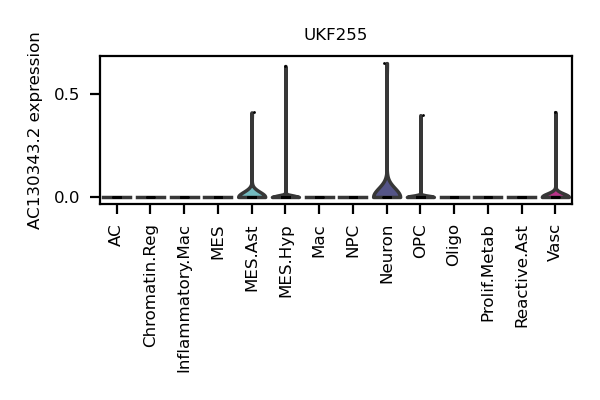 UKF255
AC130343.2 expression
0.5
0.0
AC
Chromatin.Reg
Inflammatory.Mac
MES
MES.Ast
MES.Hyp
Mac
NPC
Neuron
OPC
Oligo
Prolif.Metab
Reactive.Ast
Vasc